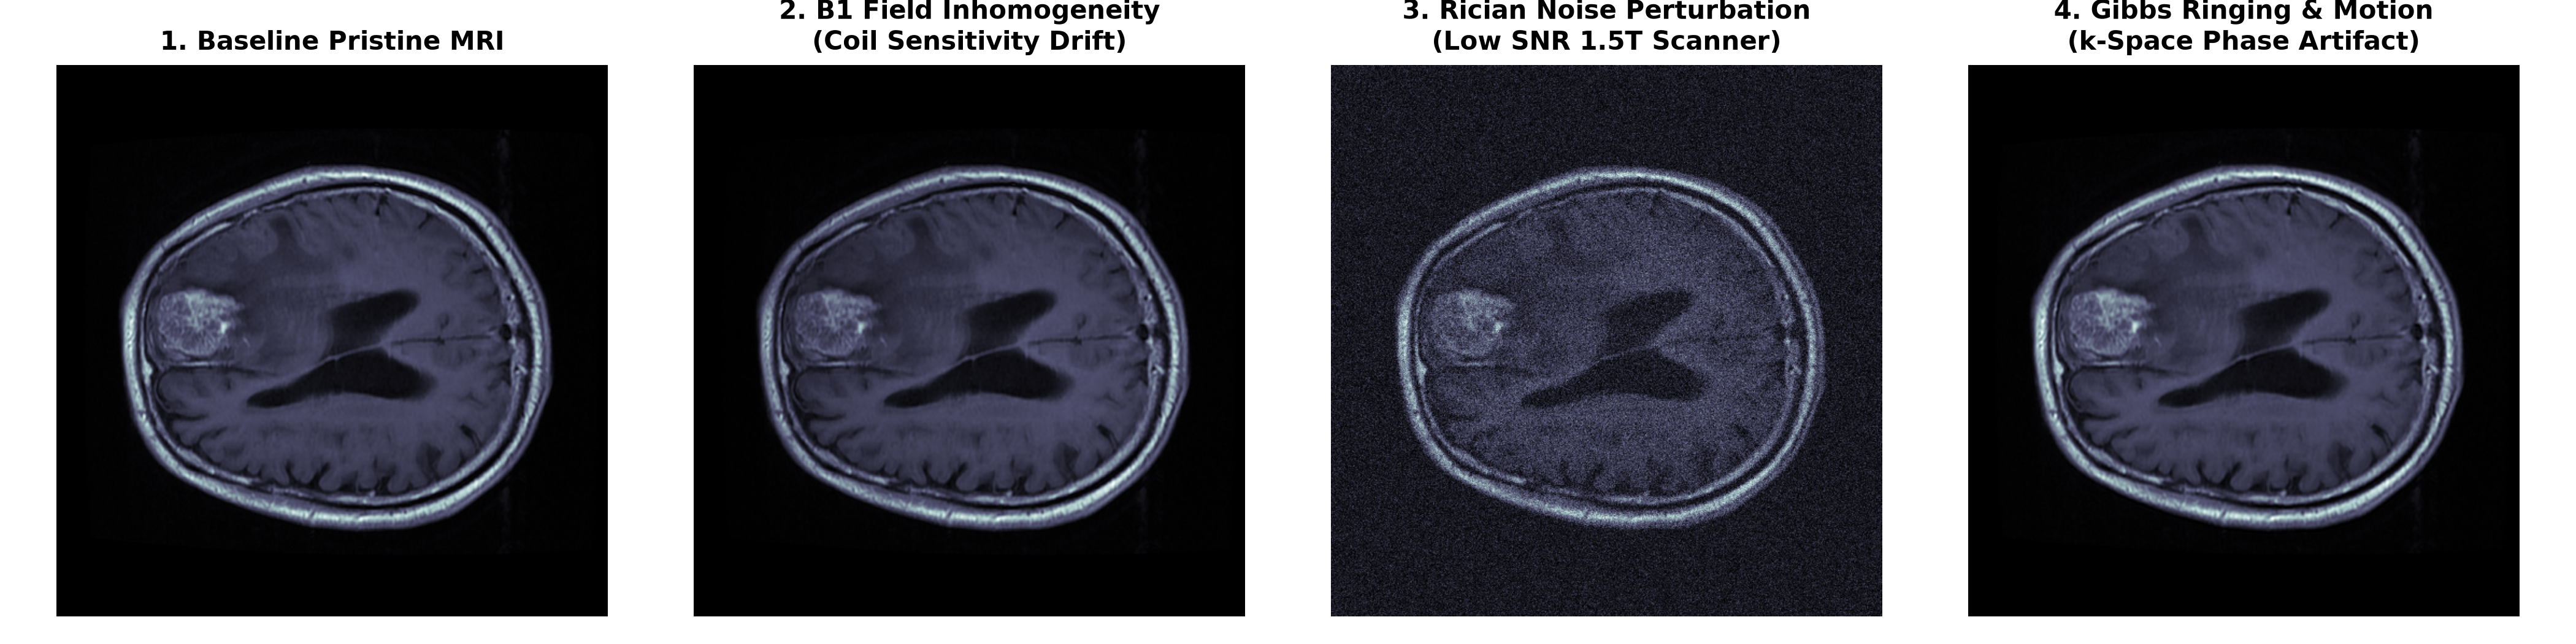 1. Baseline Pristine MRI
2. B1 Field Inhomogeneity
(Coil Sensitivity Drift)
3. Rician Noise Perturbation
(Low SNR 1.5T Scanner)
4. Gibbs Ringing & Motion
(k-Space Phase Artifact)